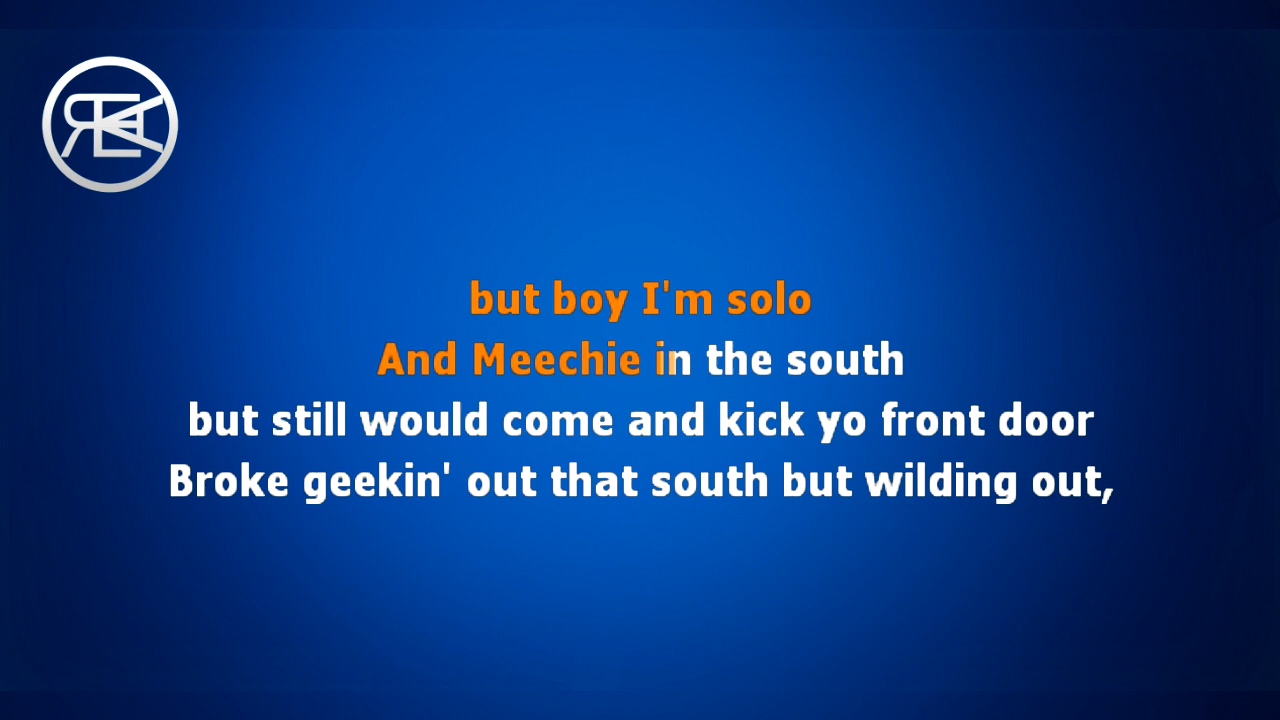 but boy I'm solo
And Meechie in the south
but still would come and kick yo front door
Broke geekin' out that south but wilding out,